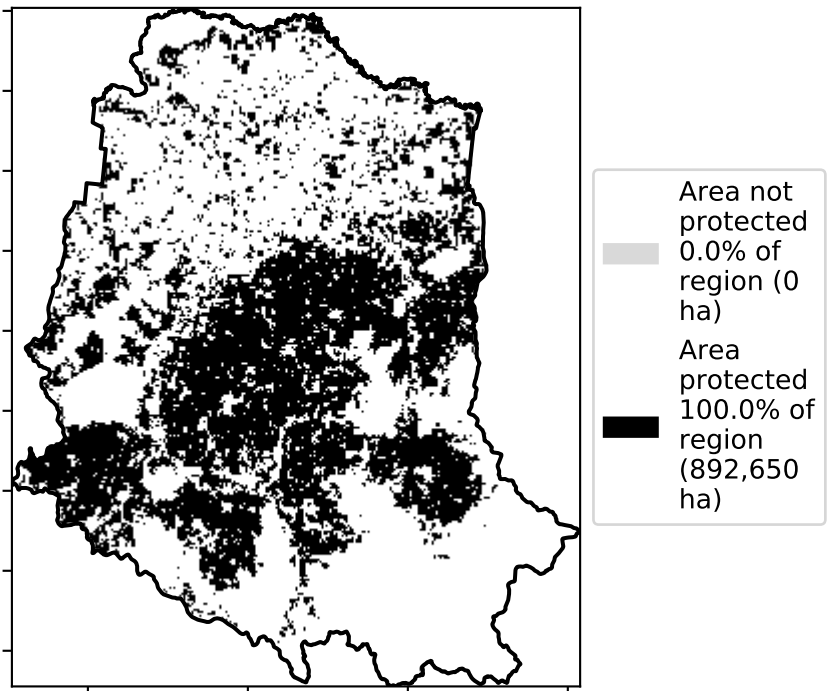 Area not
protected
0.0% of
region (0
ha)
Area
protected
100.0% of
region
(892,650
ha)